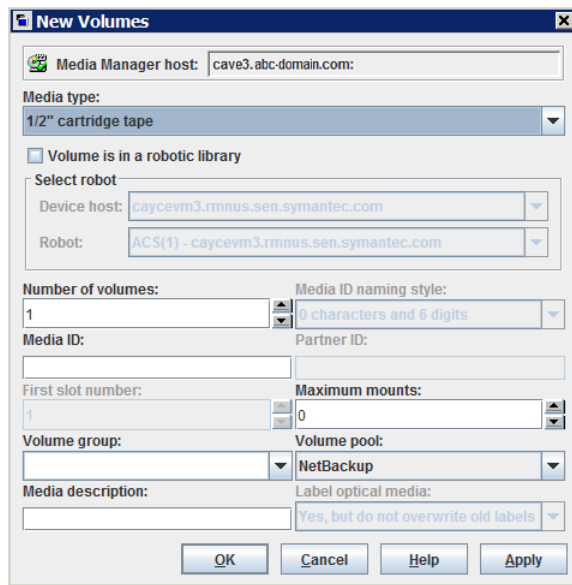 New Volumes
Media Manager host: cave3.abc-domain.com:
Media type:
1/2" cartridge tape
Volume is in a robotic library
Select robot
Device host: caycevm3.rmnus.sen.symantec.com
Robot: ACS(1) - caycevm3.rmnus.sen.symantec.com
Number of volumes: Media ID naming style:
1 0 characters and 6 digits
Media ID: Partner ID:
First slot number: Maximum mounts:
1 0
Volume group: Volume pool:
NetBackup
Media description: Label optical media:
Yes, but do not overwrite old labels
OK Cancel Help Apply